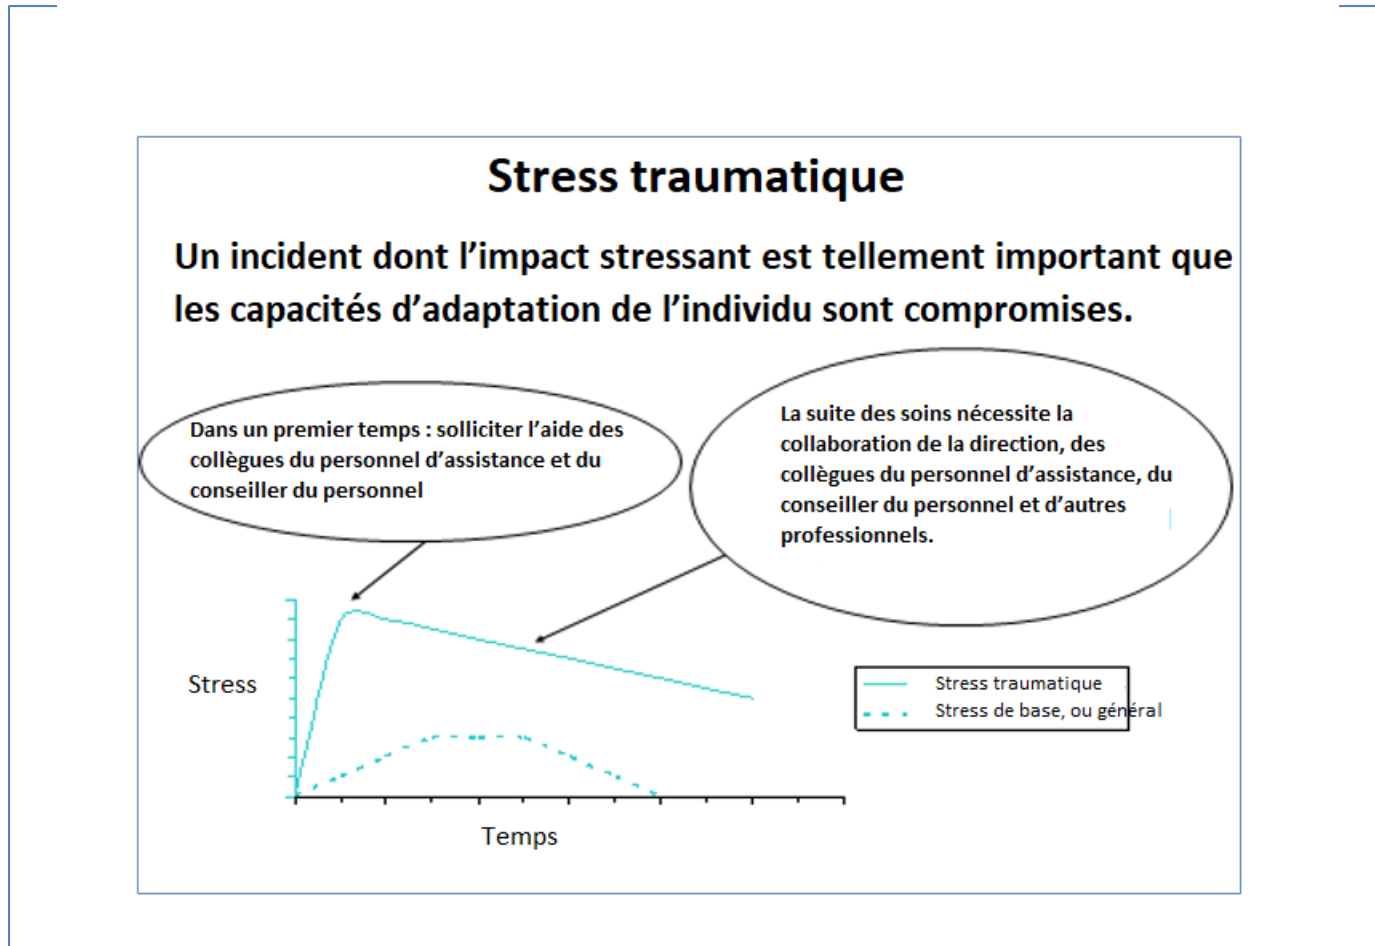 Stress traumatique
Un incident dont l’impact stressant est tellement important que
les capacités d’adaptation de l’individu sont compromises.
Dans un premier temps : solliciter l’aide des
collègues du personnel d’assistance et du
conseiller du personnel
La suite des soins nécessite la
collaboration de la direction, des
collègues du personnel d’assistance, du
conseiller du personnel et d’autres
professionnels.
Stress
Stress traumatique
Stress de base, ou général
Temps